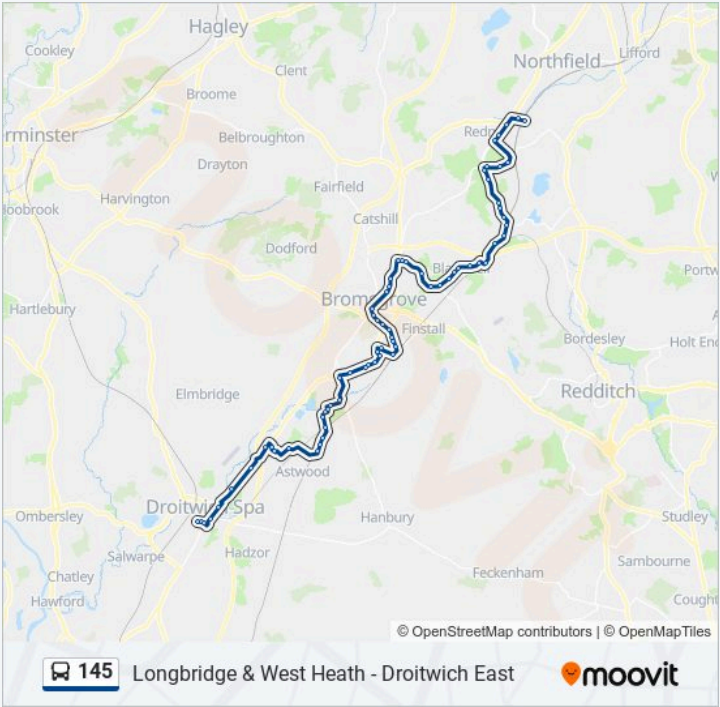 Hagley
Cookley
Clent
Northfield
Lifford
Broome
rminster
Belbroughton
Redn
Drayton
Fairfield
Harvington
oobrook
Catshill
Dodford
Bla
Portw
Hartlebury
Bromsgrove
Finstall
Bordesley
Holt End
Elmbridge
Redditch
Astwood
Droitwich Spa
Ombersley
Hanbury
Studley
Salwarpe
Hadzor
Feckenham
Sambourne
Chatley
Hawford
Cought
© OpenStreetMap contributors | © OpenMapTiles
145 Longbridge & West Heath - Droitwich East
moovit